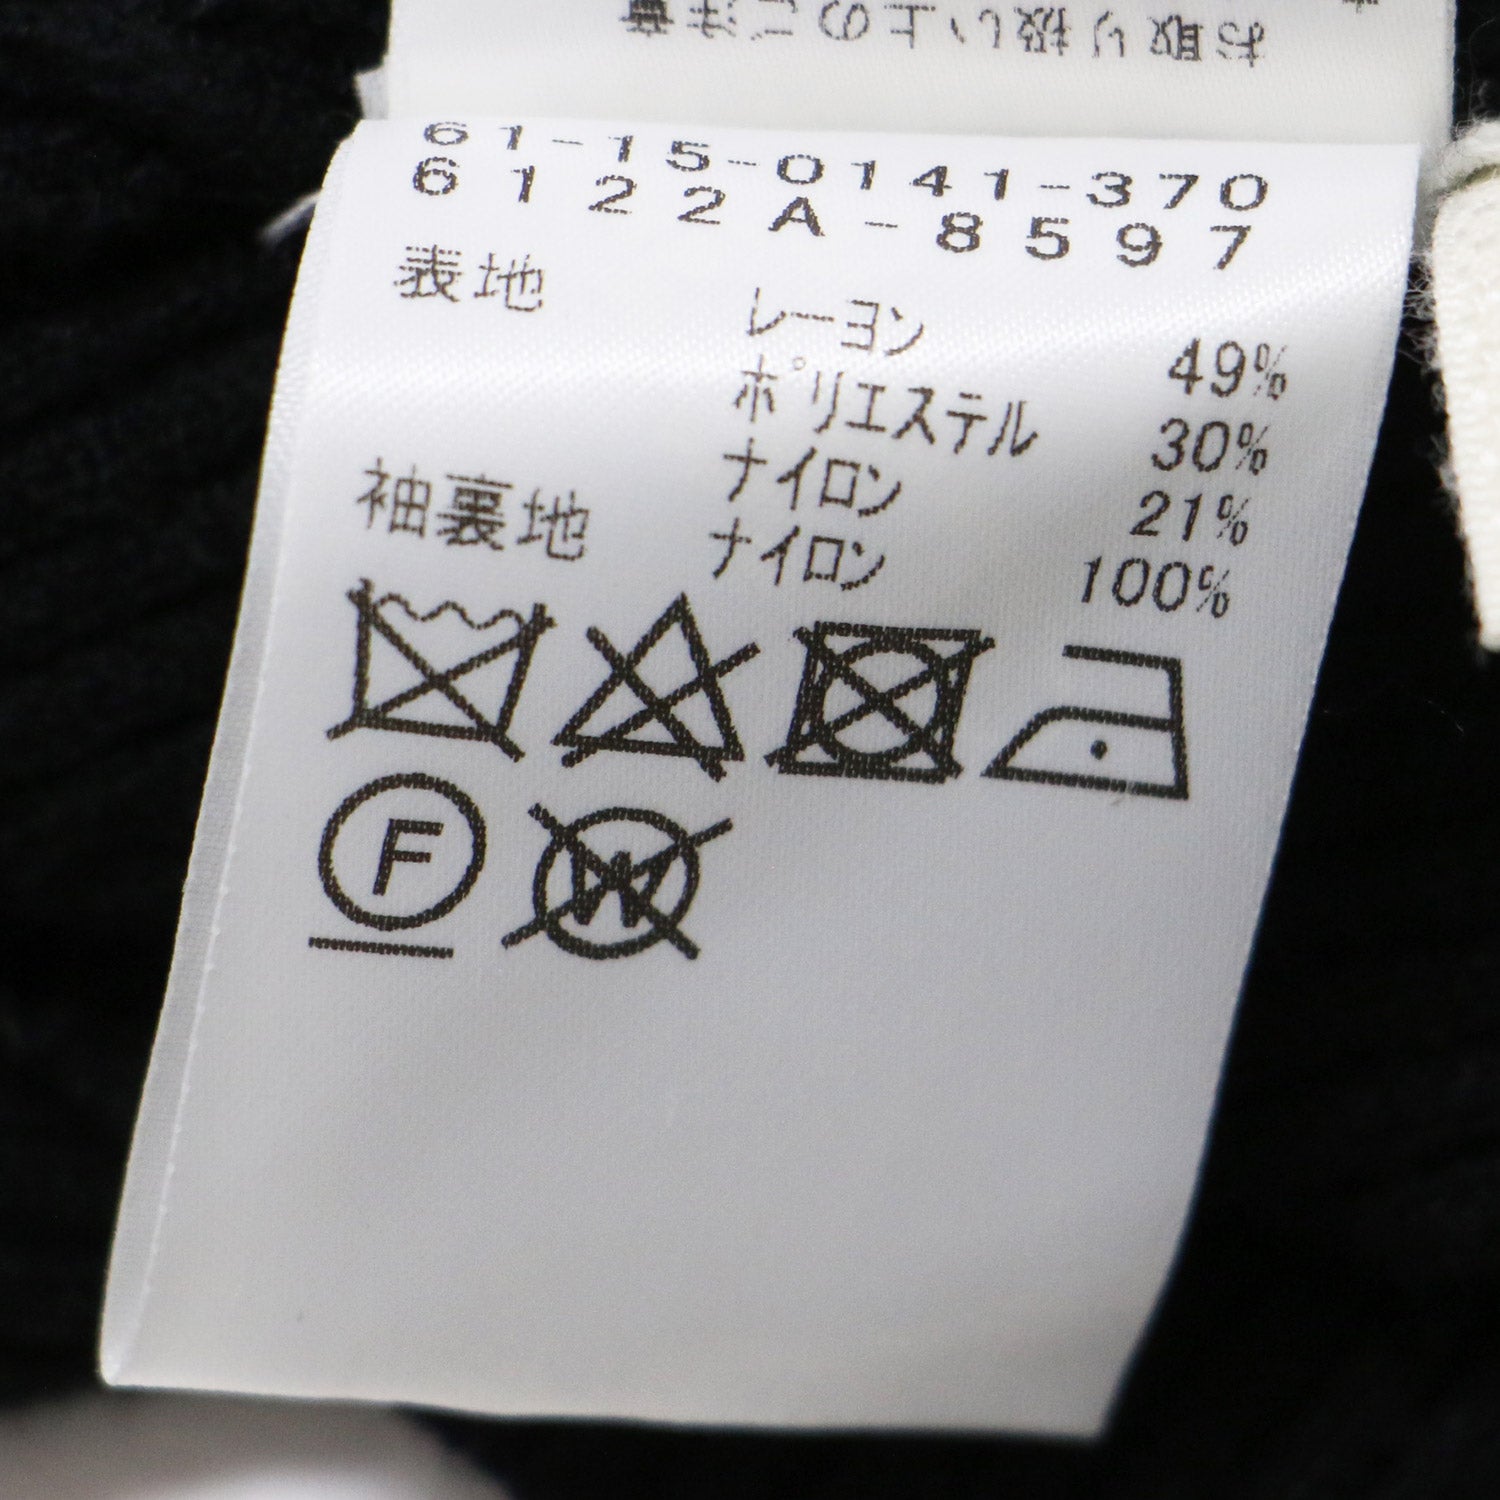 お取り扱い上のご注意
61-15-0141-370
6122A-8597
表地
レーヨン 49%
ポリエステル 30%
ナイロン 21%
袖裏地 ナイロン 100%
F
W